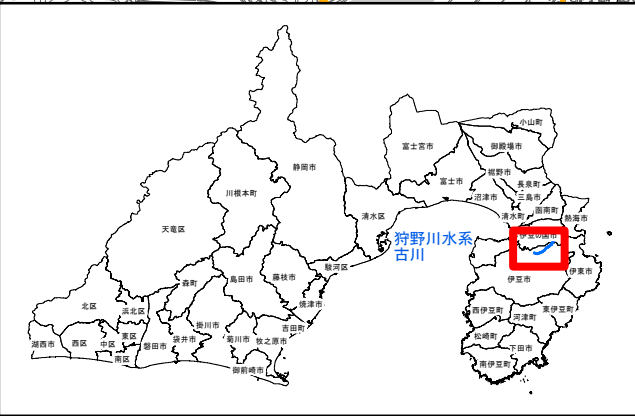 小山町
御殿場市
富士宮市
裾野市
静岡市
長泉町
富士市
三島市
沼津市
川根本町
函南町
清水区
清水町
熱海市
天竜区
狩野川水系
古川
伊豆の国市
駿河区
伊東市
島田市
藤枝市
伊豆市
森町
北区
焼津市
浜北区
西伊豆町
東伊豆町
河津町
掛川市
吉田町
東区
袋井市
菊川市
松崎町
湖西市
西区
中区
磐田市
牧之原市
下田市
南区
南伊豆町
御前崎市